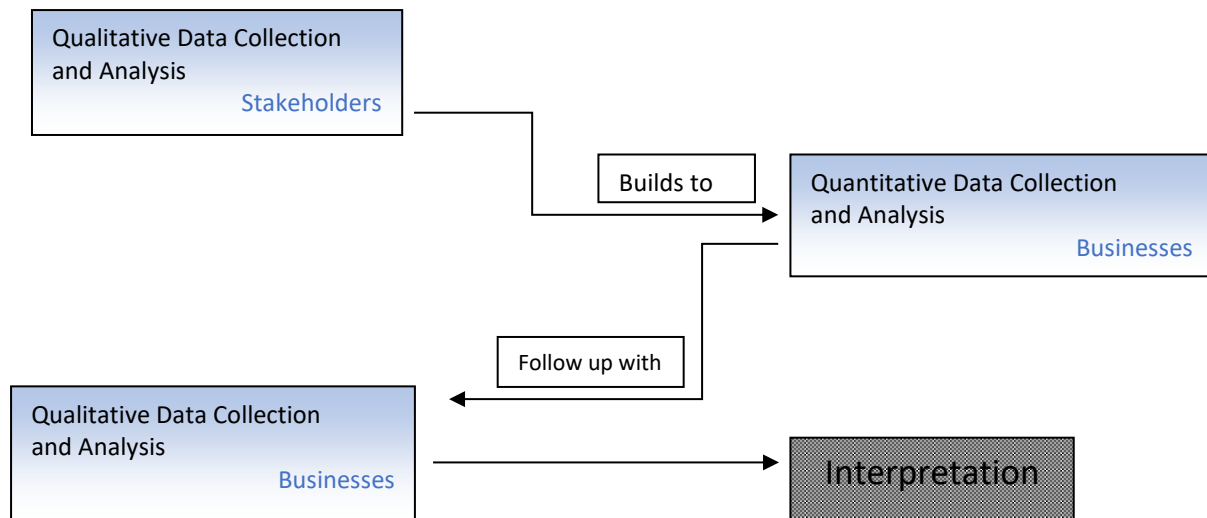 Qualitative Data Collection
and Analysis
Stakeholders
Builds to
Quantitative Data Collection
and Analysis
Businesses
Follow up with
Qualitative Data Collection
and Analysis
Businesses
Interpretation